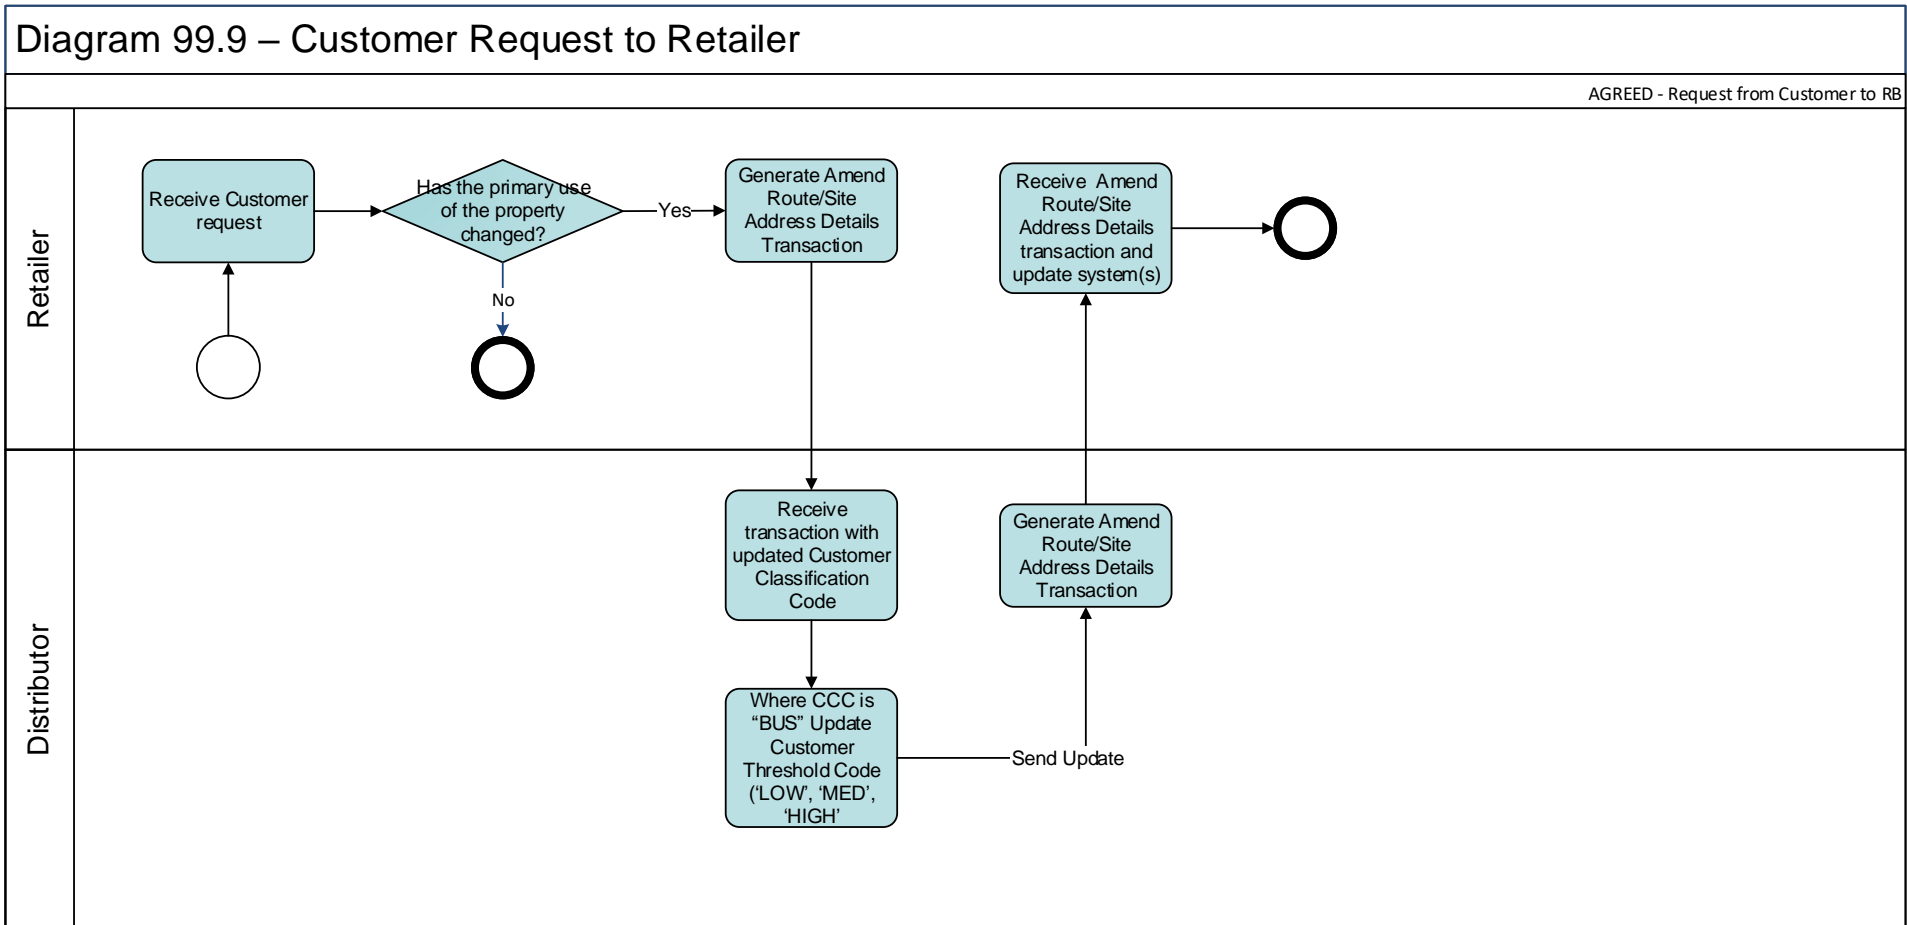 Diagram 99.9 – Customer Request to Retailer
AGREED - Request from Customer to RB
Retailer
Receive Customer
request
Has the primary use
of the property
changed?
Yes
No
Generate Amend
Route/Site
Address Details
Transaction
Receive Amend
Route/Site
Address Details
transaction and
update system(s)
Distributor
Receive
transaction with
updated Customer
Classification
Code
Where CCC is
“BUS” Update
Customer
Threshold Code
(‘LOW’, ‘MED’,
‘HIGH’
Send Update
Generate Amend
Route/Site
Address Details
Transaction